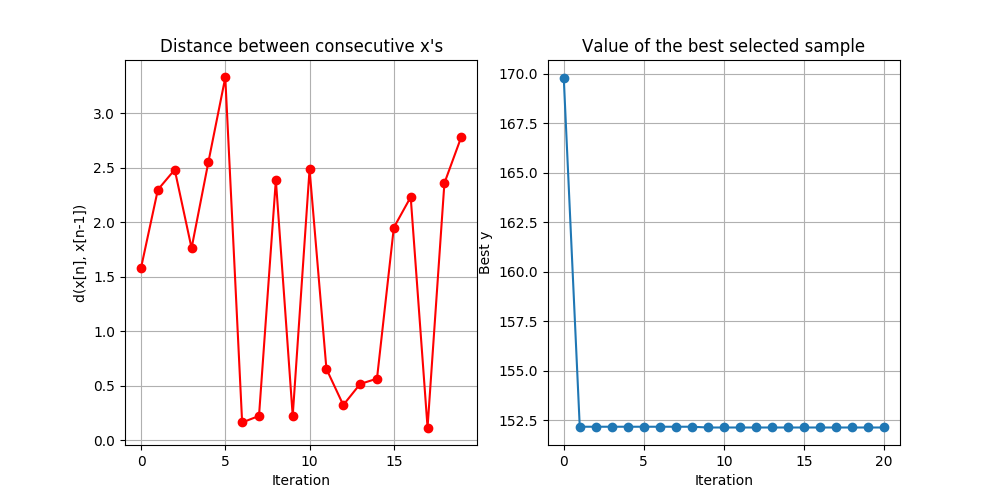 Distance between consecutive x's
3.0
2.5
2.0
1.5
1.0
0.5
0.0
d(x[n], x[n-1])
0 5 10 15
Iteration
Value of the best selected sample
170.0
167.5
165.0
162.5
160.0
157.5
155.0
152.5
Best y
0 5 10 15 20
Iteration